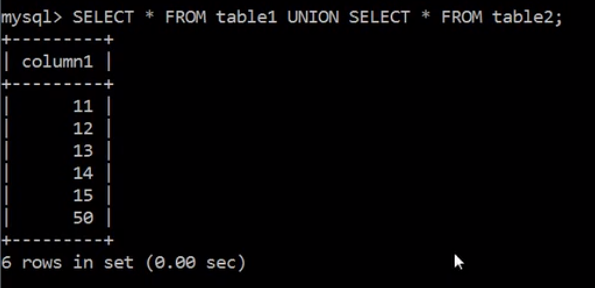 mysql> SELECT * FROM table1 UNION SELECT * FROM table2;
+---------+
| column1 |
+---------+
|      11 |
|      12 |
|      13 |
|      14 |
|      15 |
|      50 |
+---------+
6 rows in set (0.00 sec)